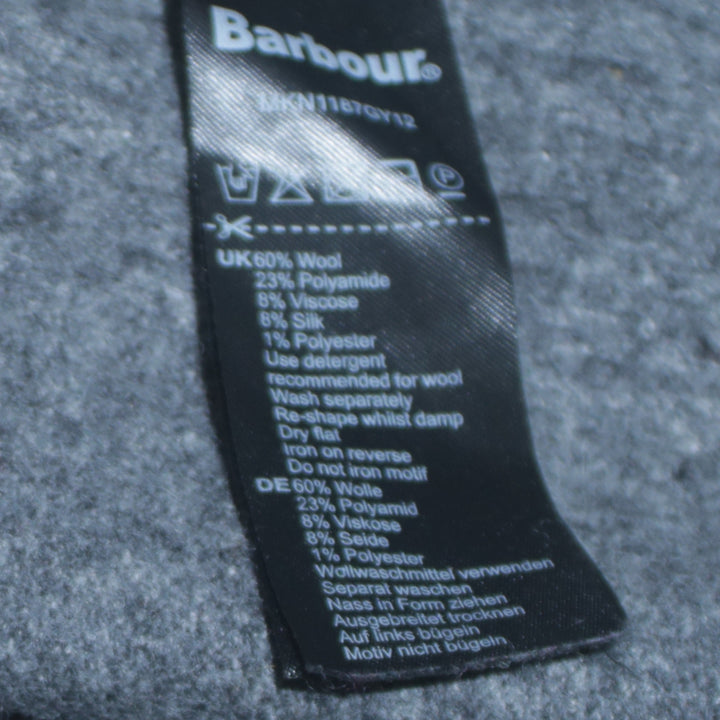 Barbour®
MKN1187GY12
P
UK 60% Wool
23% Polyamide
8% Viscose
8% Silk
1% Polyester
Use detergent
recommended for wool
Wash separately
Re-shape whilst damp
Dry flat
Iron on reverse
Do not iron motif
DE 60% Wolle
23% Polyamid
8% Viskose
8% Seide
1% Polyester
Wollwaschmittel verwenden
Separat waschen
Nass in Form ziehen
Ausgebreitet trocknen
Auf links bügeln
Motiv nicht bügeln